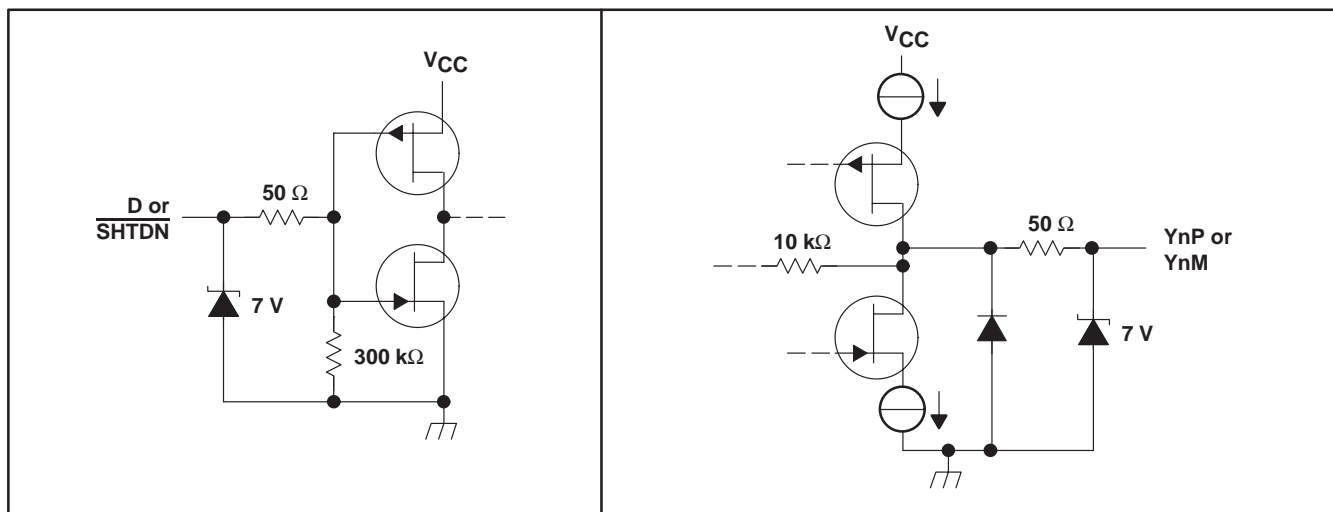 VCC
50 Ω
D or
SHTDN
7 V
300 kΩ
VCC
50 Ω
10 kΩ
YnP or
YnM
7 V